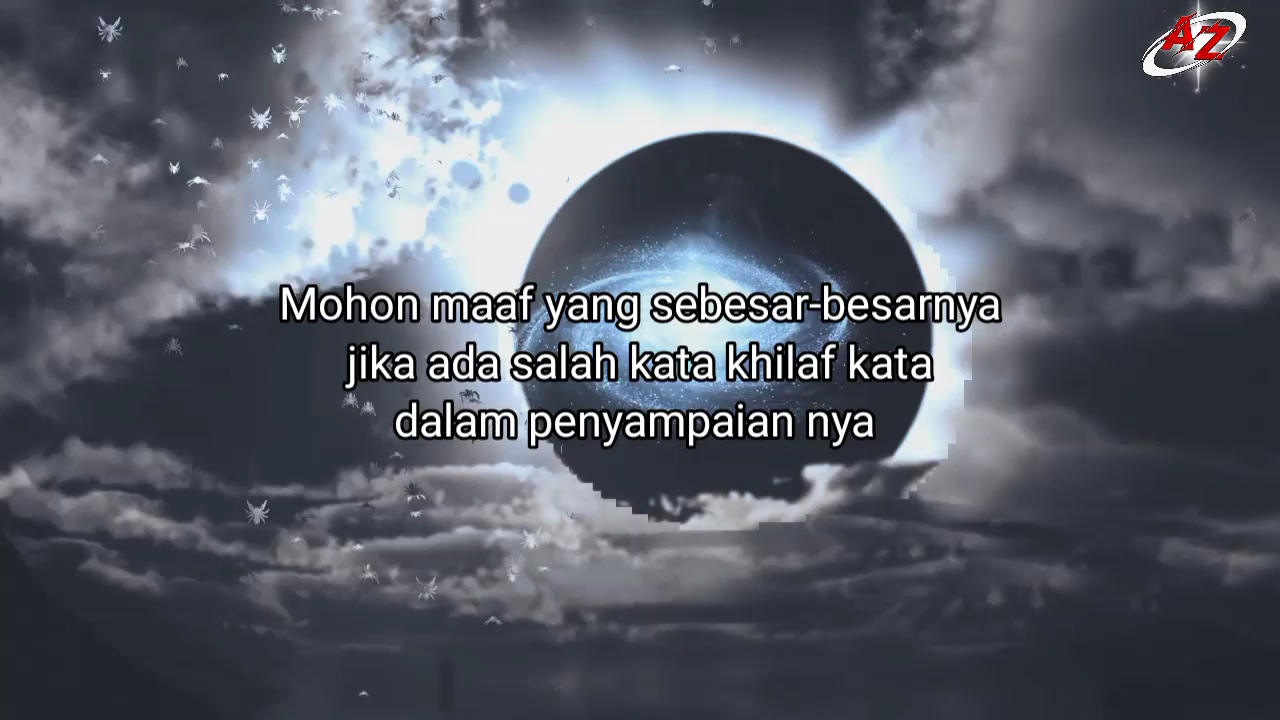 AZ
Mohon maaf yang sebesar-besarnya
jika ada salah kata khilaf kata
dalam penyampaian nya